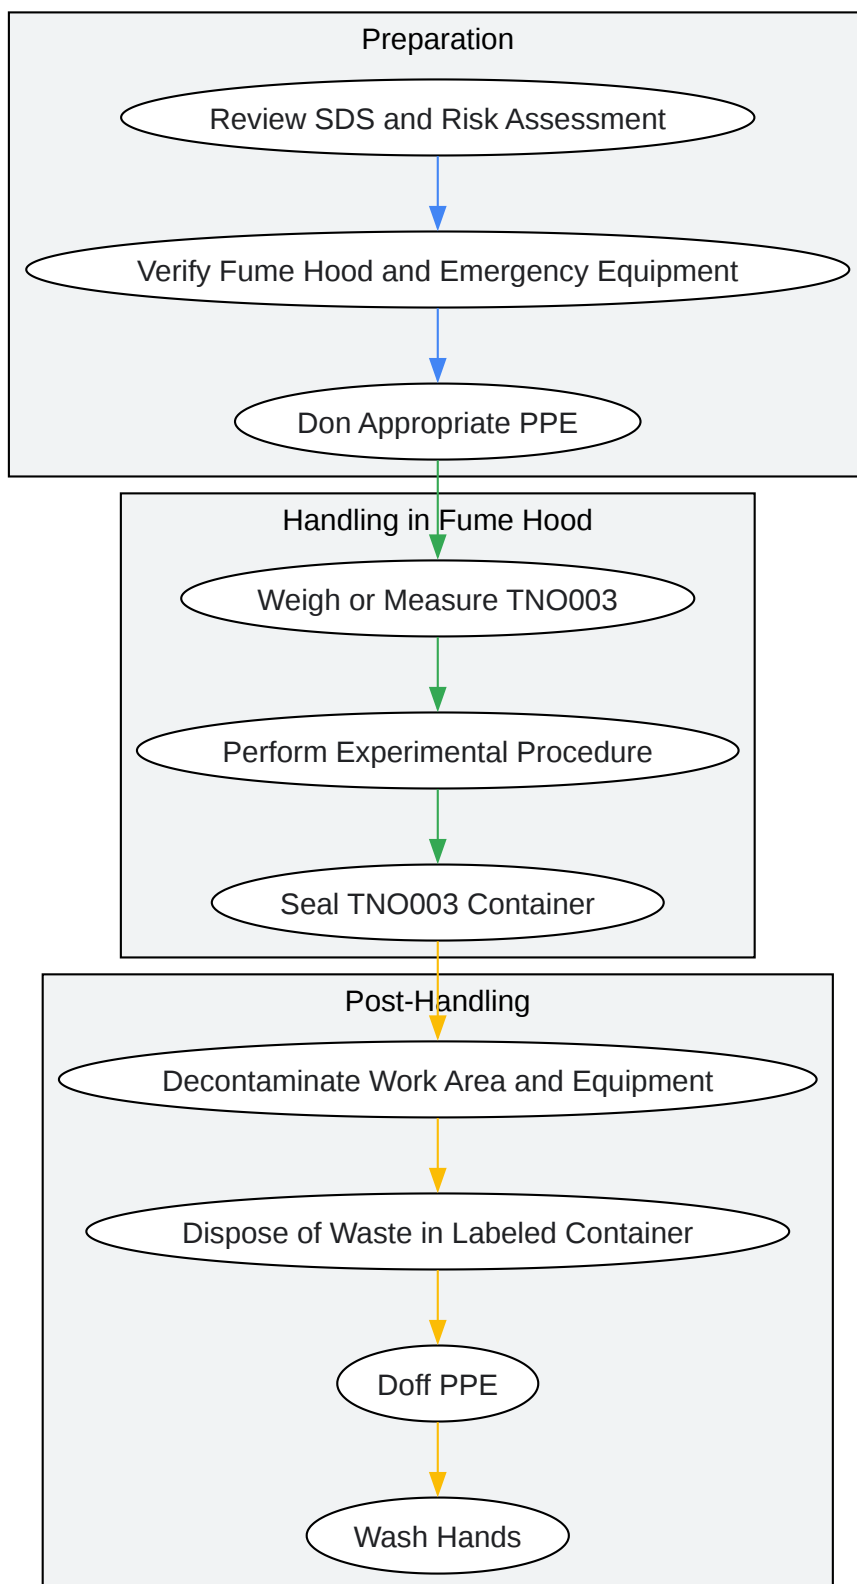 Preparation
Review SDS and Risk Assessment
Verify Fume Hood and Emergency Equipment
Don Appropriate PPE
Handling in Fume Hood
Weigh or Measure TNO003
Perform Experimental Procedure
Seal TNO003 Container
Post-Handling
Decontaminate Work Area and Equipment
Dispose of Waste in Labeled Container
Doff PPE
Wash Hands